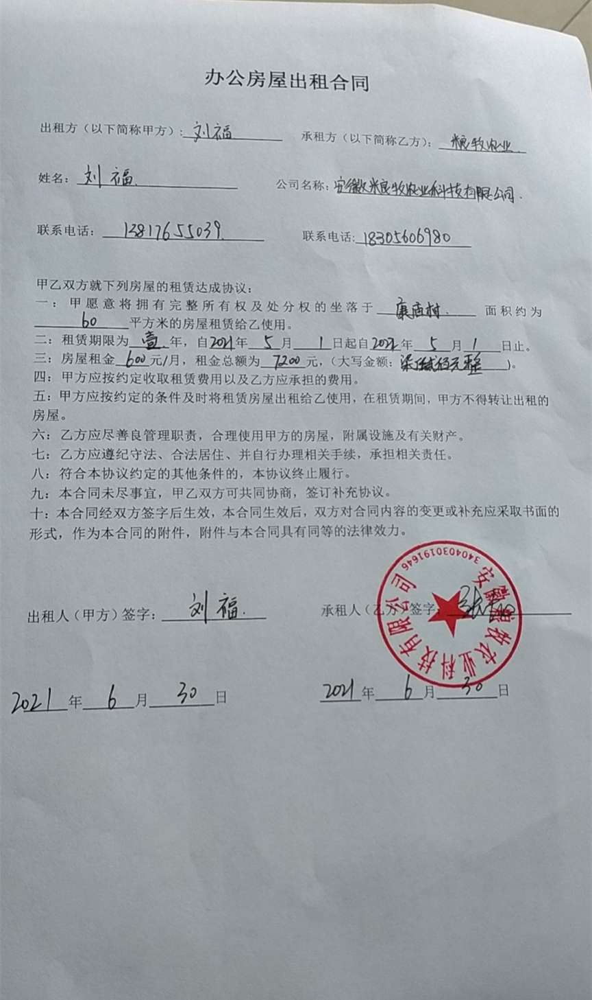 办公房屋出租合同
出租方（以下简称甲方）：刘福 承租方（以下简称乙方）：粮牧农业
姓名：刘福 公司名称：安徽粮牧农业科技有限公司.
联系电话：13817655039 联系电话:18305606980
甲乙双方就下列房屋的租赁达成协议：
一：甲愿意将拥有完整所有权及处分权的坐落于 庙村 面积约为
60 平方米的房屋租赁给乙使用。
二：租赁期限为 壹 年，自2021年 5 月 1 日起自 年 5 月 1 日止。
三：房屋租金 600 元/月，租金总额为 7200 元，（大写金额： 元整 ）。
四：甲方应按约定收取租赁费用以及乙方应承担的费用。
五：甲方应按约定的条件及时将租赁房屋出租给乙使用，在租赁期间，甲方不得转让出租的
房屋。
六：乙方应尽善良管理职责，合理使用甲方的房屋，附属设施及有关财产。
七：乙方应遵纪守法、合法居住、并自行办理相关手续，承担相关责任。
八：符合本协议约定的其他条件的，本协议终止履行。
九：本合同未尽事宜，甲乙双方可共同协商，签订补充协议。
十：本合同经双方签字后生效，本合同生效后，双方对合同内容的变更或补充应采取书面的
形式，作为本合同的附件，附件与本合同具有同等的法律效力。
出租人（甲方）签字：刘福. 承租人（乙方）签字：
安徽粮牧农业科技有限公司
3404030191646
2021年 6 月 30 日 2021年 6 月 30 日